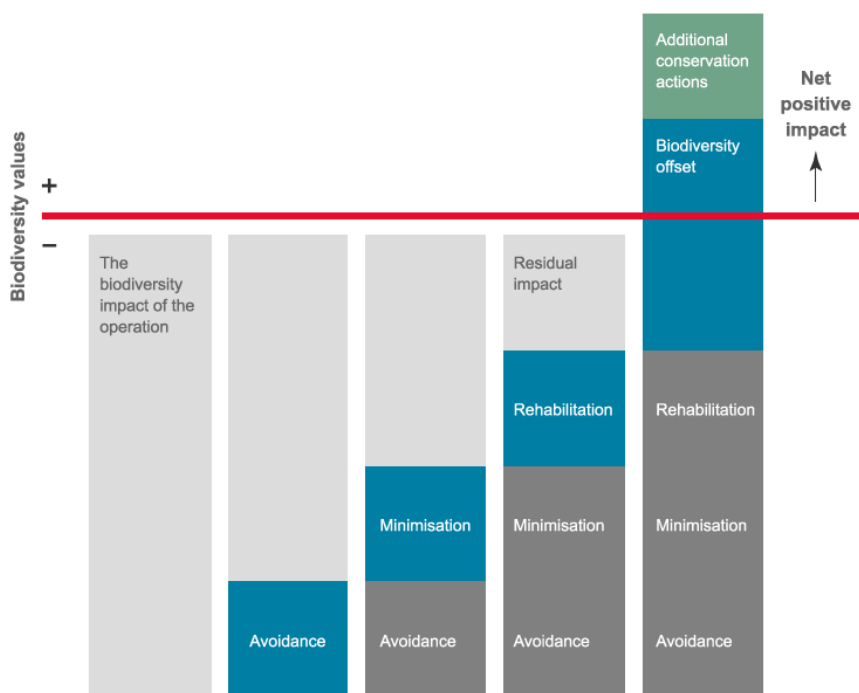 Additional
conservation
actions
Net
positive
impact
Biodiversity
offset
Biodiversity values
+
−
The
biodiversity
impact of the
operation
Residual
impact
Rehabilitation
Rehabilitation
Minimisation
Minimisation
Minimisation
Avoidance
Avoidance
Avoidance
Avoidance